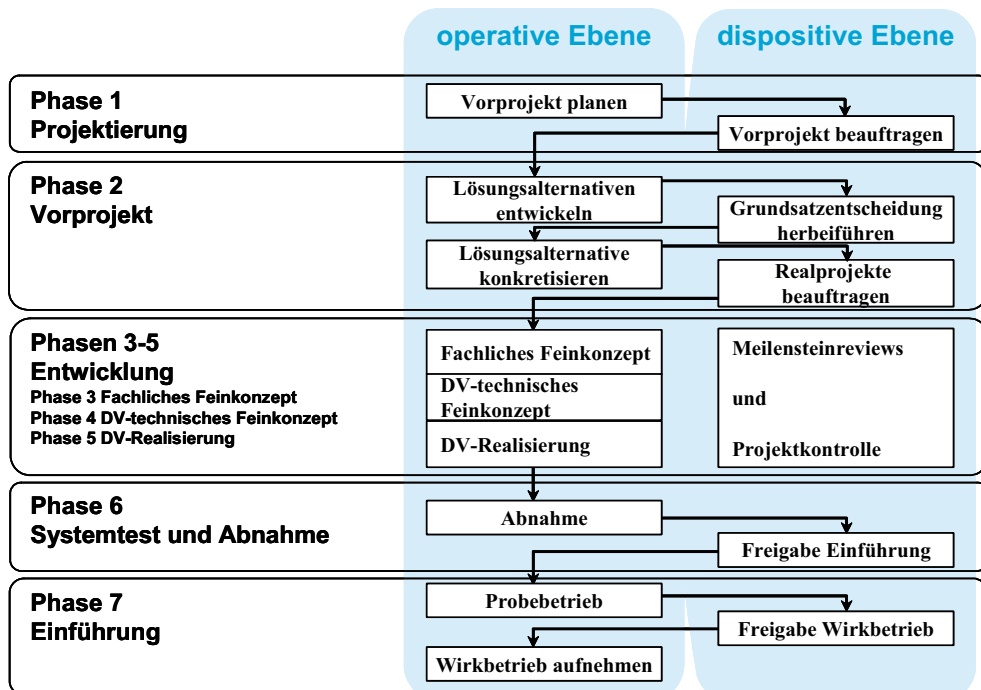 operative Ebene
dispositive Ebene
Phase 1
Projektierung
Vorprojekt planen
Vorprojekt beauftragen
Phase 2
Vorprojekt
Lösungsalternativen
entwickeln
Grundsatzentscheidung
herbeiführen
Lösungsalternative
konkretisieren
Realprojekte
beauftragen
Phasen 3-5
Entwicklung
Phase 3 Fachliches Feinkonzept
Phase 4 DV-technisches Feinkonzept
Phase 5 DV-Realisierung
Fachliches Feinkonzept
DV-technisches
Feinkonzept
DV-Realisierung
Meilensteinreviews
und
Projektkontrolle
Phase 6
Systemtest und Abnahme
Abnahme
Freigabe Einführung
Phase 7
Einführung
Probebetrieb
Freigabe Wirkbetrieb
Wirkbetrieb aufnehmen